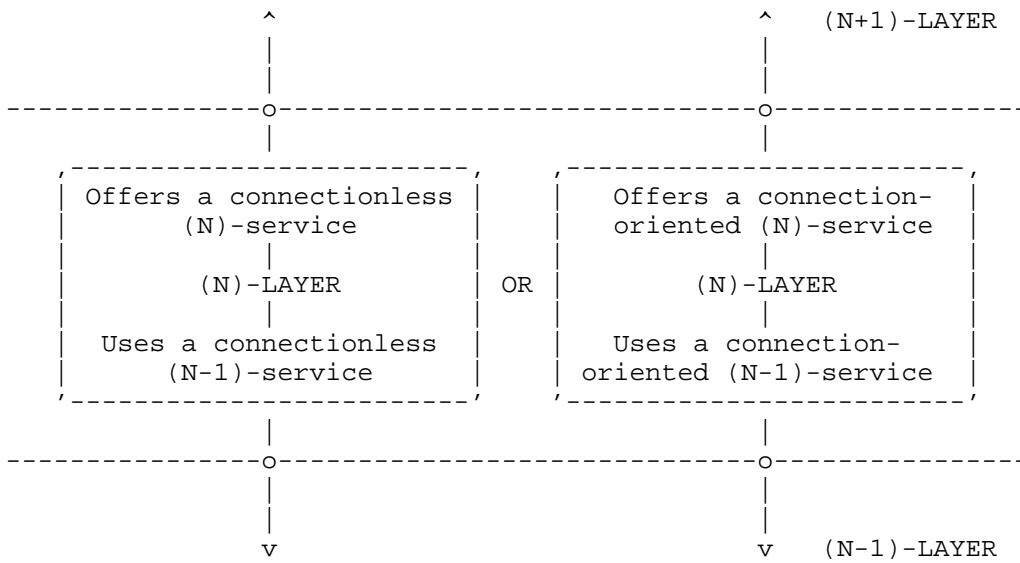 (N+1)-LAYER
Offers a connectionless
(N)-service
(N)-LAYER
Uses a connectionless
(N-1)-service
OR
Offers a connection-
oriented (N)-service
(N)-LAYER
Uses a connection-
oriented (N-1)-service
(N-1)-LAYER